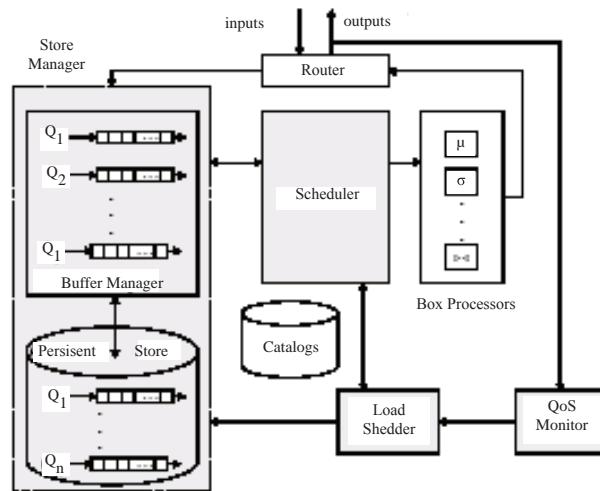 inputs outputs
Store
Manager
Router
Q1
Q2
Q1
Buffer Manager
Scheduler
μ
σ
⋈
Box Processors
Persisent Store
Q1
Qn
Catalogs
Load
Shedder
QoS
Monitor